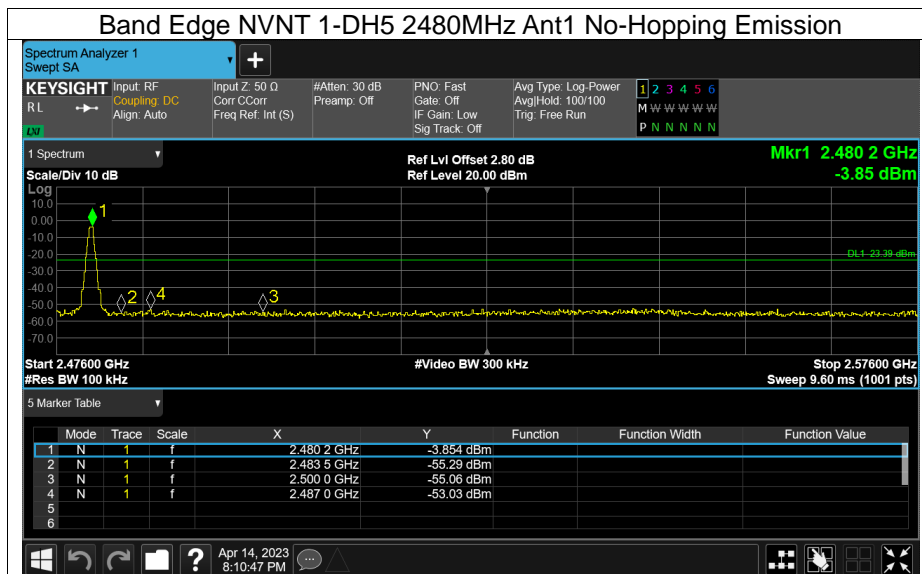 Band Edge NVNT 1-DH5 2480MHz Ant1 No-Hopping Emission
Spectrum Analyzer 1
Swept SA
+
KEYSIGHT Input: RF Input Z: 50 Ω #Atten: 30 dB PNO: Fast Avg Type: Log-Power 1 2 3 4 5 6
R L Coupling: DC Corr CCorr Preamp: Off Gate: Off Avg|Hold: 100/100 M W W W W W
Align: Auto Freq Ref: Int (S) IF Gain: Low Trig: Free Run
LXI Sig Track: Off P N N N N N
1 Spectrum Ref Lvl Offset 2.80 dB Mkr1 2.480 2 GHz
Scale/Div 10 dB Ref Level 20.00 dBm -3.85 dBm
Log
10.0
1
0.00
-10.0
-20.0
DL1 -23.39 dBm
-30.0
-40.0
2 4 3
-50.0
-60.0
-70.0
Start 2.47600 GHz #Video BW 300 kHz Stop 2.57600 GHz
#Res BW 100 kHz Sweep 9.60 ms (1001 pts)
5 Marker Table
Mode Trace Scale X Y Function Function Width Function Value
1 N 1 f 2.480 2 GHz -3.854 dBm
2 N 1 f 2.483 5 GHz -55.29 dBm
3 N 1 f 2.500 0 GHz -55.06 dBm
4 N 1 f 2.487 0 GHz -53.03 dBm
5
6
? Apr 14, 2023
8:10:47 PM